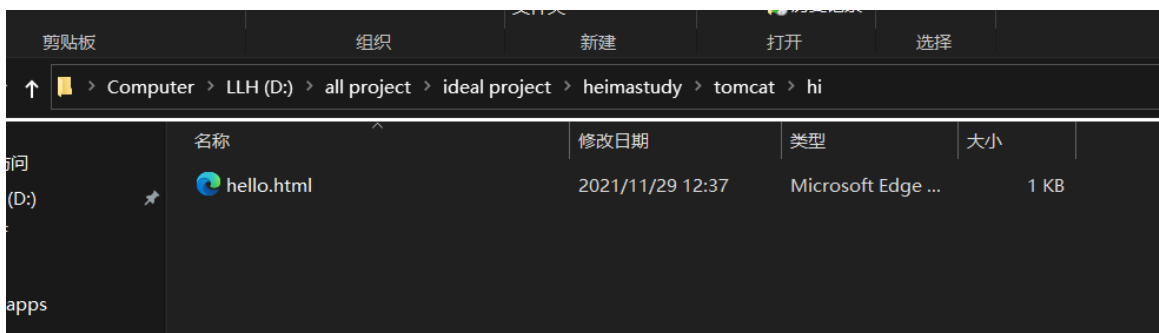 剪贴板 组织 新建 打开 选择
Computer > LLH (D:) > all project > ideal project > heimastudy > tomcat > hi
名称 修改日期 类型 大小
访问
hello.html 2021/11/29 12:37 Microsoft Edge ... 1 KB
(D:)
apps